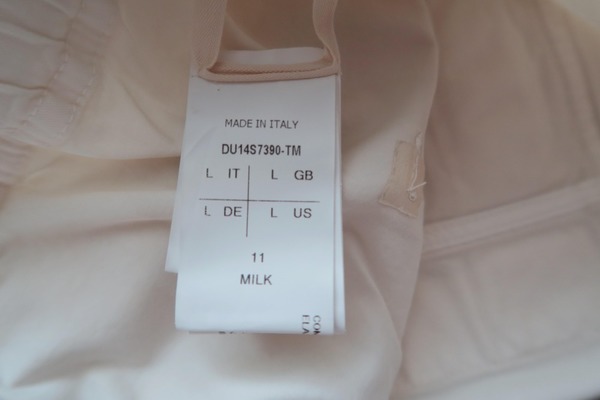 MADE IN ITALY
DU14S7390-TM
L IT L GB
L DE L US
11
MILK